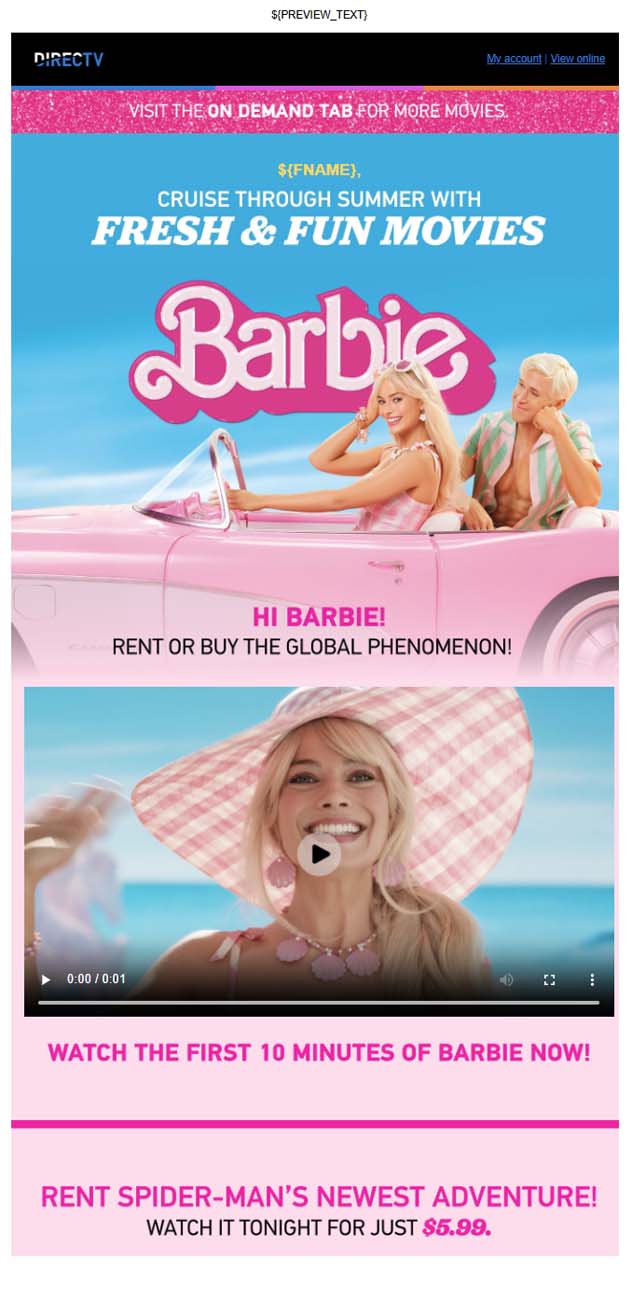 ${PREVIEW_TEXT}
DIRECTV
My account | View online
VISIT THE ON DEMAND TAB FOR MORE MOVIES.
${FNAME},
CRUISE THROUGH SUMMER WITH
FRESH & FUN MOVIES
Barbie
HI BARBIE!
RENT OR BUY THE GLOBAL PHENOMENON!
0:00 / 0:01
WATCH THE FIRST 10 MINUTES OF BARBIE NOW!
RENT SPIDER-MAN'S NEWEST ADVENTURE!
WATCH IT TONIGHT FOR JUST $5.99.